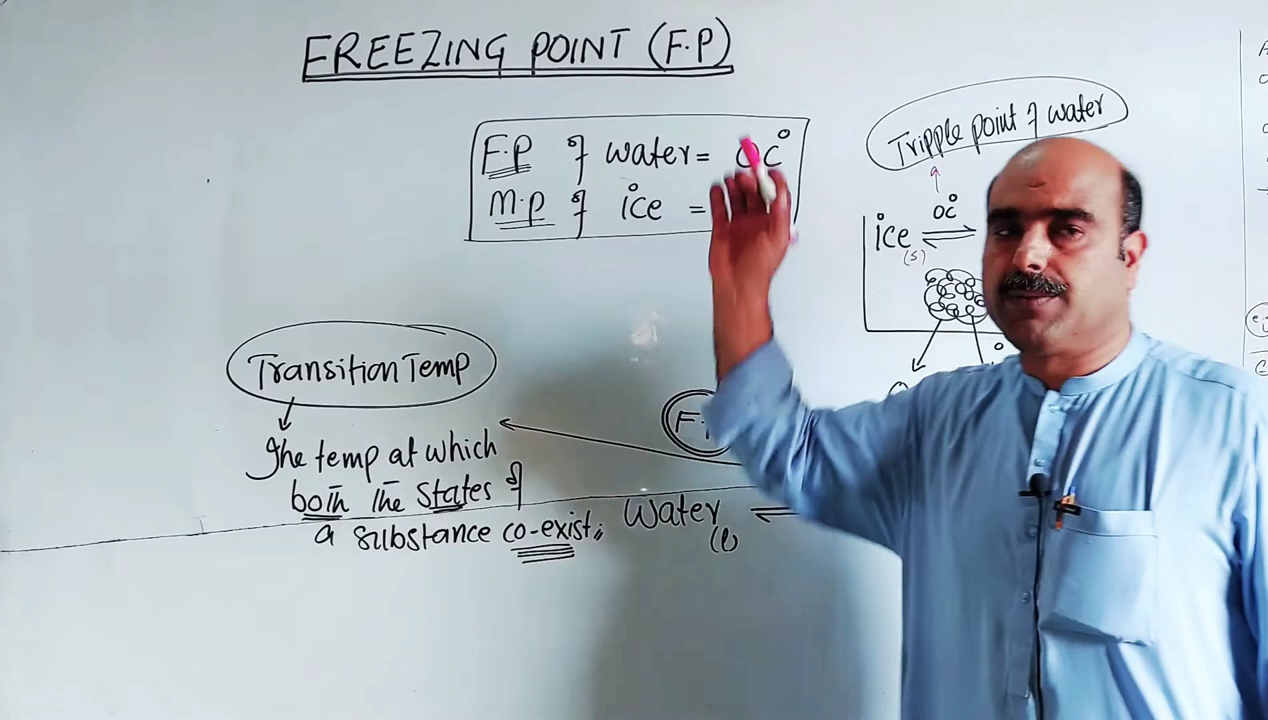 FREEZING POINT (F.P)
F.P of water = 0C°
M.P of ice =
Tripple point of water
0C°
ice(s) ⇌
Transition Temp
The temp at which
both the states of
a substance co-exist;
water(l) ⇌